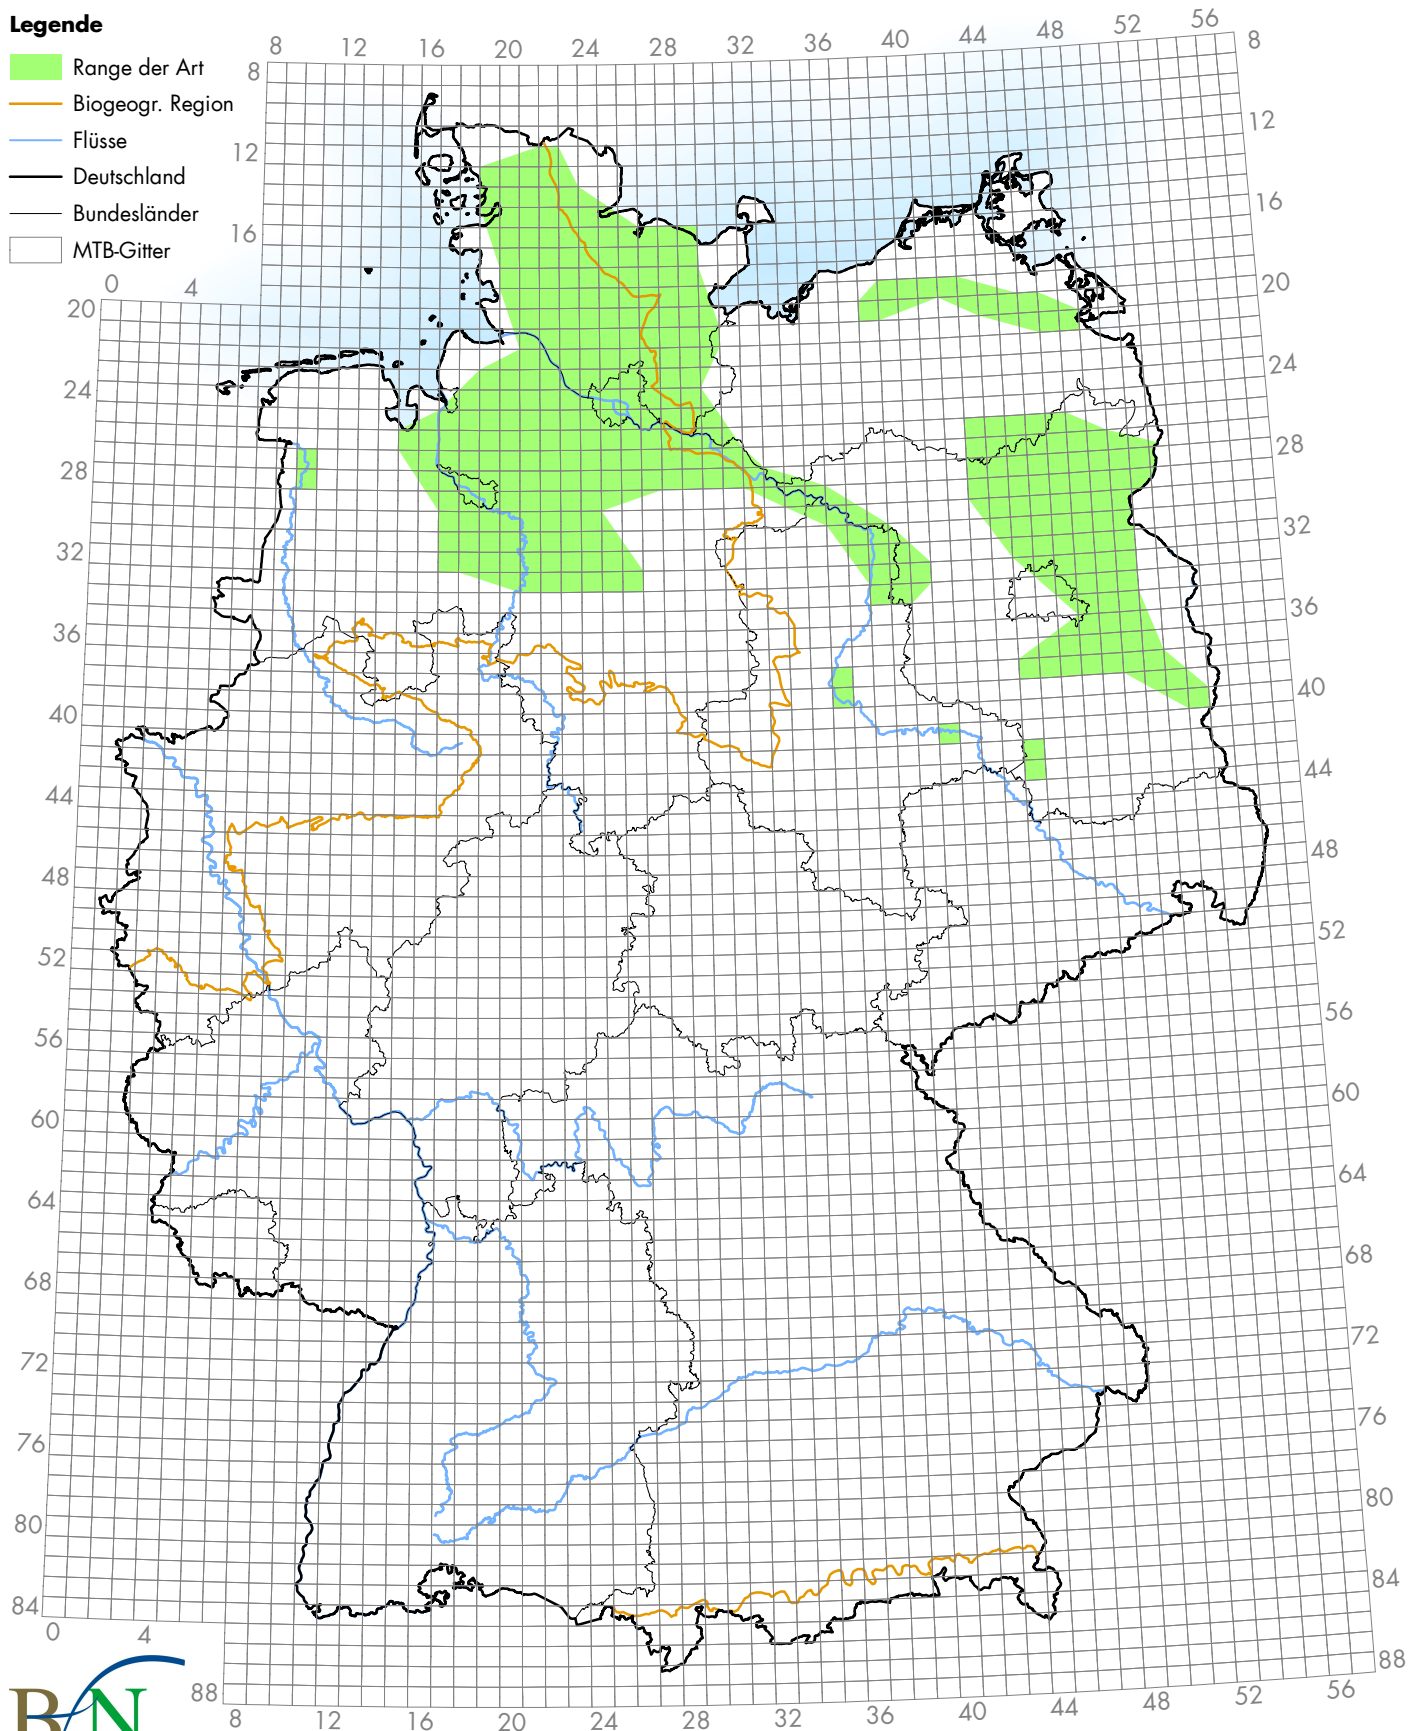 Legende
Range der Art
Biogeogr. Region
Flüsse
Deutschland
Bundesländer
MTB-Gitter
8 12 16 20 24 28 32 36 40 44 48 52 56
8 12 16
0 4
20 24 28 32 36 40 44 48 52 56 60 64 68 72 76 80 84
0 4
88
8 12 16 20 24 28 32 36 40 44 48 52 56
8 12 16 20 24 28 32 36 40 44 48 52 56 60 64 68 72 76 80 84 88
BfN